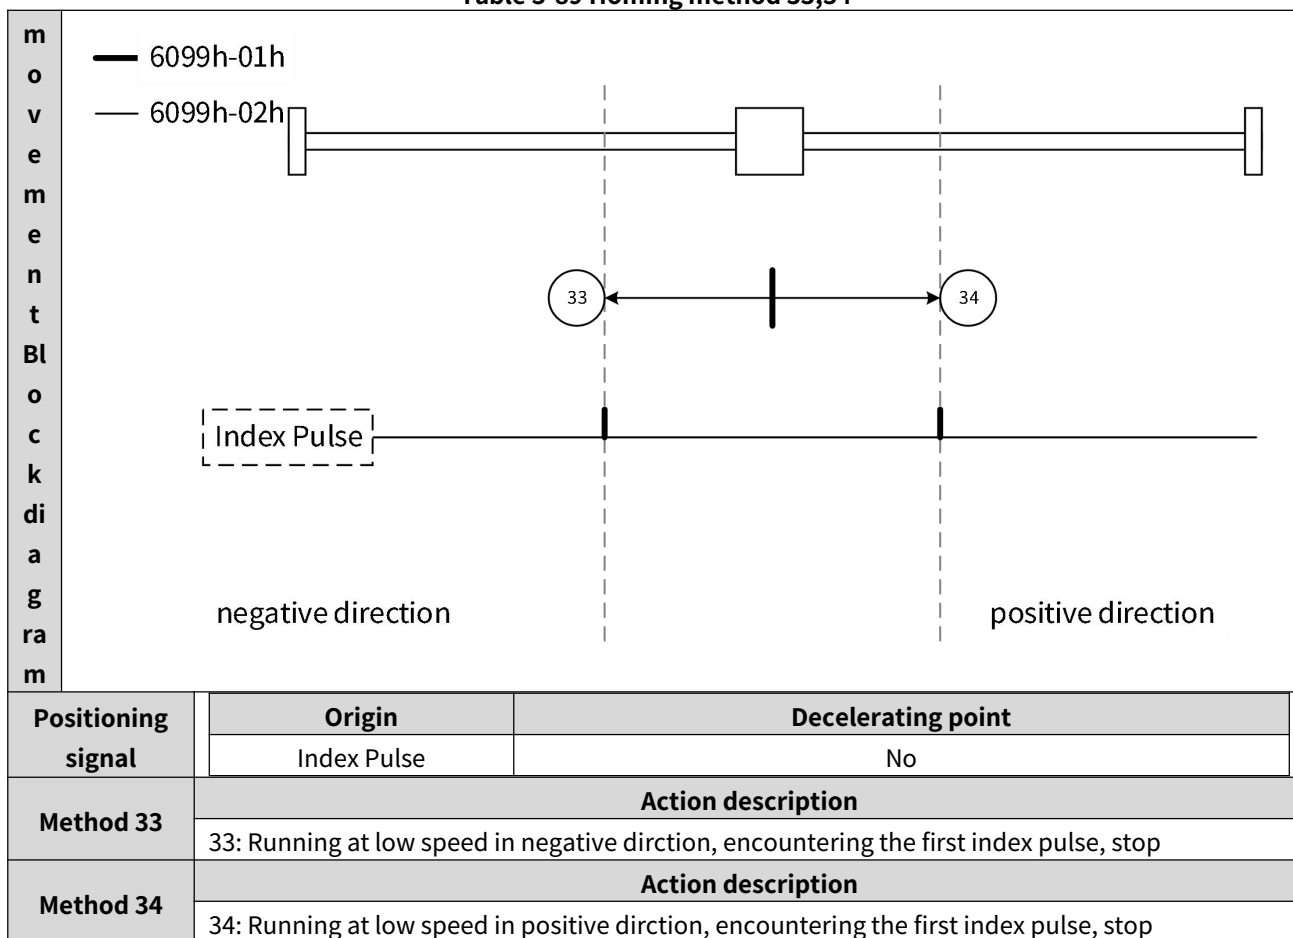 m
o
v
e
m
e
n
t
Bl
o
c
k
di
a
g
ra
m
6099h-01h
6099h-02h
33
34
Index Pulse
negative direction
positive direction
Positioning
signal
Origin
Decelerating point
Index Pulse
No
Method 33
Action description
33: Running at low speed in negative dirction, encountering the first index pulse, stop
Method 34
Action description
34: Running at low speed in positive dirction, encountering the first index pulse, stop